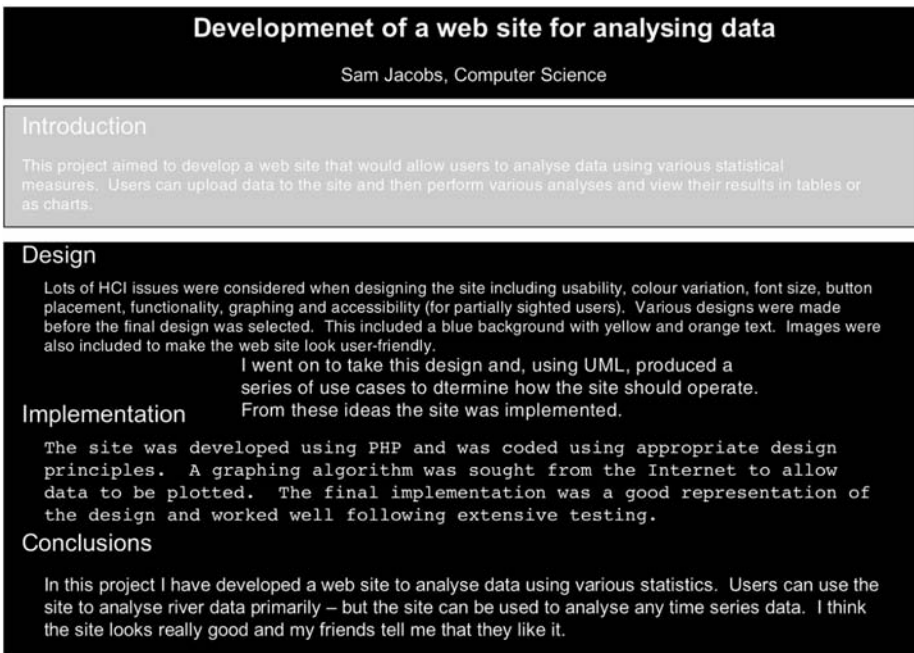 Developmenet of a web site for analysing data
Sam Jacobs, Computer Science
Introduction
This project aimed to develop a web site that would allow users to analyse data using various statistical
measures.  Users can upload data to the site and then perform various analyses and view their results in tables or
as charts.
Design
Lots of HCI issues were considered when designing the site including usability, colour variation, font size, button
placement, functionality, graphing and accessibility (for partially sighted users).  Various designs were made
before the final design was selected.  This included a blue background with yellow and orange text.  Images were
also included to make the web site look user-friendly.
I went on to take this design and, using UML, produced a
series of use cases to dtermine how the site should operate.
From these ideas the site was implemented.
Implementation
The site was developed using PHP and was coded using appropriate design
principles.  A graphing algorithm was sought from the Internet to allow
data to be plotted.  The final implementation was a good representation of
the design and worked well following extensive testing.
Conclusions
In this project I have developed a web site to analyse data using various statistics.  Users can use the
site to analyse river data primarily – but the site can be used to analyse any time series data.  I think
the site looks really good and my friends tell me that they like it.